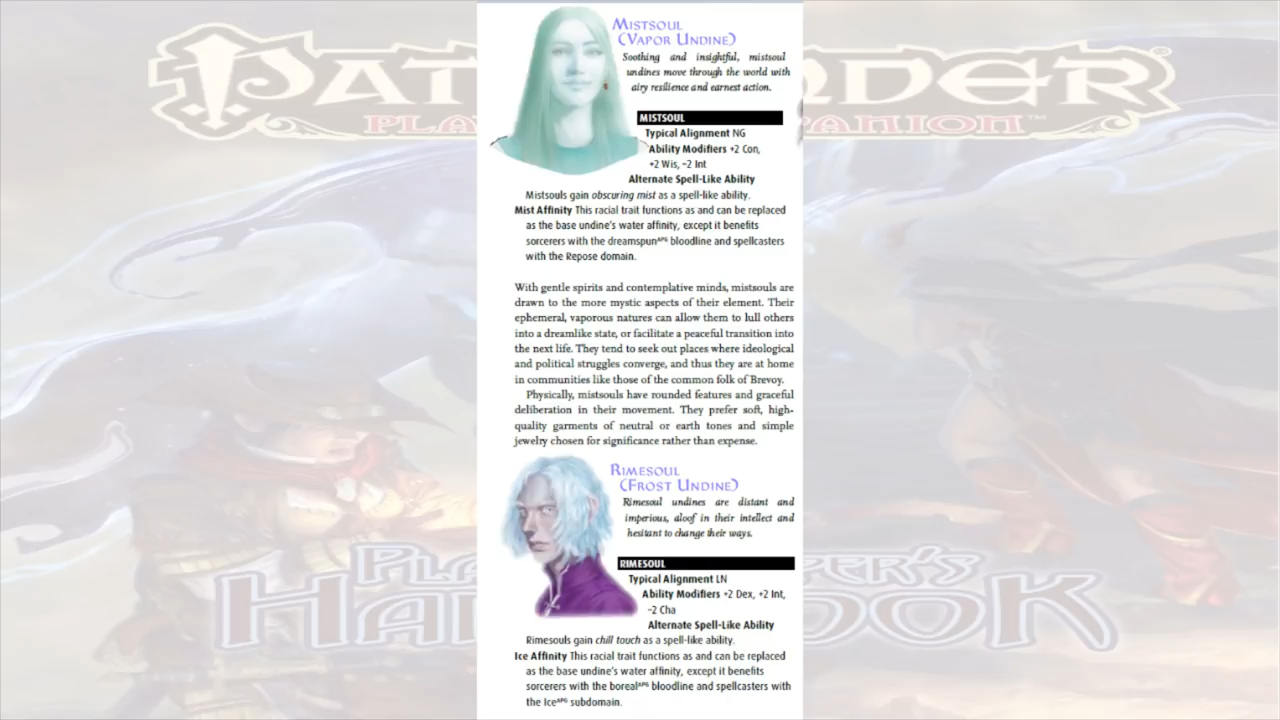 MISTSOUL
(VAPOR UNDINE)
Soothing and insightful, mistsoul
undines move through the world with
airy resilience and earnest action.
MISTSOUL
Typical Alignment NG
Ability Modifiers +2 Con,
+2 Wis, –2 Int
Alternate Spell-Like Ability
Mistsouls gain obscuring mist as a spell-like ability.
Mist Affinity This racial trait functions as and can be replaced
as the base undine's water affinity, except it benefits
sorcerers with the dreamspunAPG bloodline and spellcasters
with the Repose domain.
With gentle spirits and contemplative minds, mistsouls are
drawn to the more mystic aspects of their element. Their
ephemeral, vaporous natures can allow them to lull others
into a dreamlike state, or facilitate a peaceful transition into
the next life. They tend to seek out places where ideological
and political struggles converge, and thus they are at home
in communities like those of the common folk of Brevoy.
Physically, mistsouls have rounded features and graceful
deliberation in their movement. They prefer soft, high-
quality garments of neutral or earth tones and simple
jewelry chosen for significance rather than expense.
RIMESOUL
(FROST UNDINE)
Rimesoul undines are distant and
imperious, aloof in their intellect and
hesitant to change their ways.
RIMESOUL
Typical Alignment LN
Ability Modifiers +2 Dex, +2 Int,
–2 Cha
Alternate Spell-Like Ability
Rimesouls gain chill touch as a spell-like ability.
Ice Affinity This racial trait functions as and can be replaced
as the base undine's water affinity, except it benefits
sorcerers with the borealAPG bloodline and spellcasters with
the IceAPG subdomain.